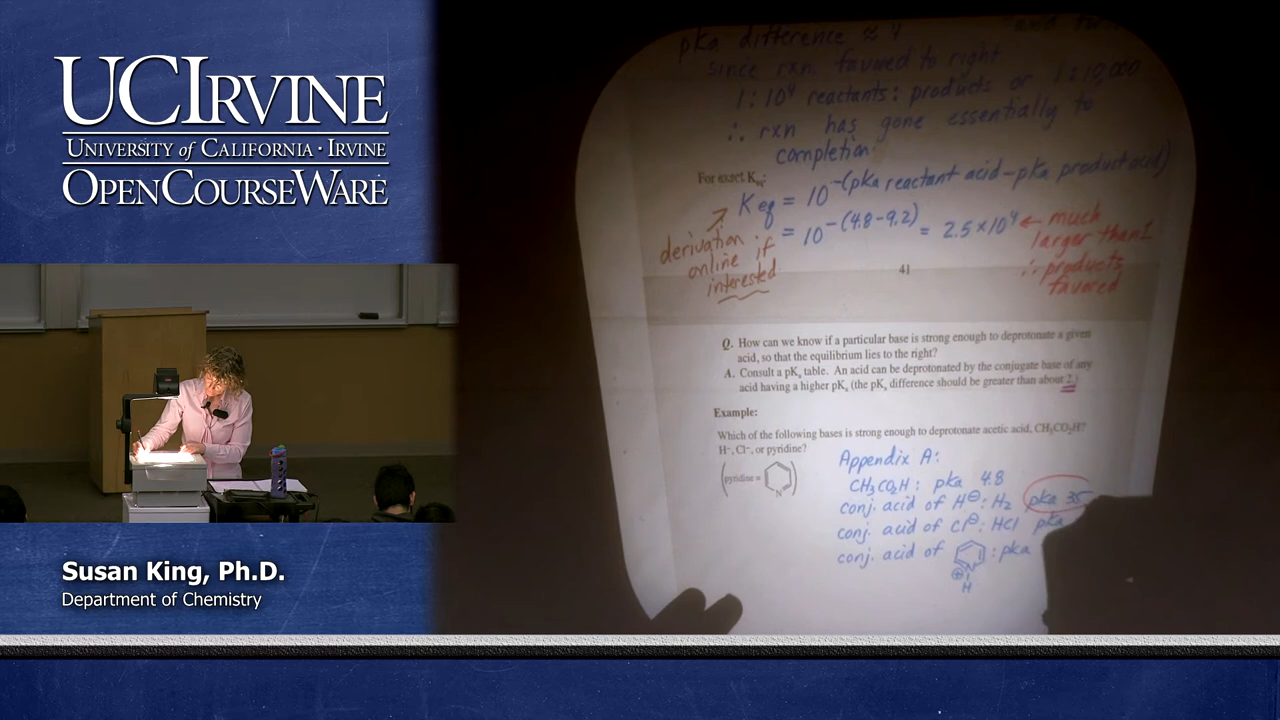 UCIRVINE
UNIVERSITY of CALIFORNIA · IRVINE
OPENCOURSEWARE
Susan King, Ph.D.
Department of Chemistry
pka difference ≈ 4
since rxn favored to right
1:10⁴ reactants: products or 1:10,000
∴ rxn has gone essentially to
completion
For exact Keq:
Keq = 10^-(pka reactant acid-pka product acid)
= 10^-(4.8-9.2) = 2.5×10⁴ ← much
larger than 1
∴ products
favored
derivation
online if
interested
41
Q. How can we know if a particular base is strong enough to deprotonate a given
acid, so that the equilibrium lies to the right?
A. Consult a pKa table. An acid can be deprotonated by the conjugate base of any
acid having a higher pKa (the pKa difference should be greater than about 2.)
Example:
Which of the following bases is strong enough to deprotonate acetic acid, CH₃CO₂H?
H⁻, Cl⁻, or pyridine?
(pyridine = N)
Appendix A:
CH₃CO₂H: pka 4.8
conj. acid of H⊖: H₂ pka 35
conj. acid of Cl⊖: HCl pka
conj. acid of : pka
⊕N
H